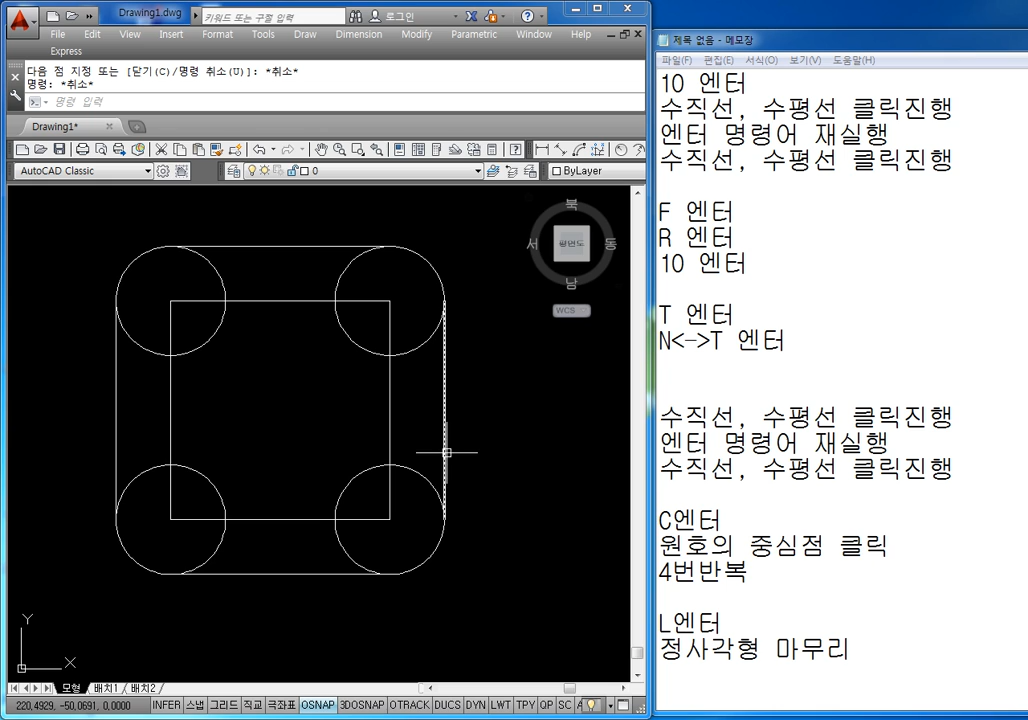 Drawing1.dwg
키워드 또는 구절 입력
로그인
File Edit View Insert Format Tools Draw Dimension Modify Parametric Window Help
Express
다음 점 지정 또는 [닫기(C)/명령 취소(U)]: *취소*
명령: *취소*
명령 입력
Drawing1*
AutoCAD Classic
0
ByLayer
북
서 평면도 동
남
WCS
Y
X
모형 배치1 배치2
220,4929, -50,0691, 0,0000 INFER 스냅 그리드 직교 극좌표 OSNAP 3DOSNAP OTRACK DUCS DYN LWT TPY QP SC
제목 없음 - 메모장
파일(F) 편집(E) 서식(O) 보기(V) 도움말(H)
10 엔터
수직선, 수평선 클릭진행
엔터 명령어 재실행
수직선, 수평선 클릭진행
F 엔터
R 엔터
10 엔터
T 엔터
N<->T 엔터
수직선, 수평선 클릭진행
엔터 명령어 재실행
수직선, 수평선 클릭진행
C엔터
원호의 중심점 클릭
4번반복
L엔터
정사각형 마무리